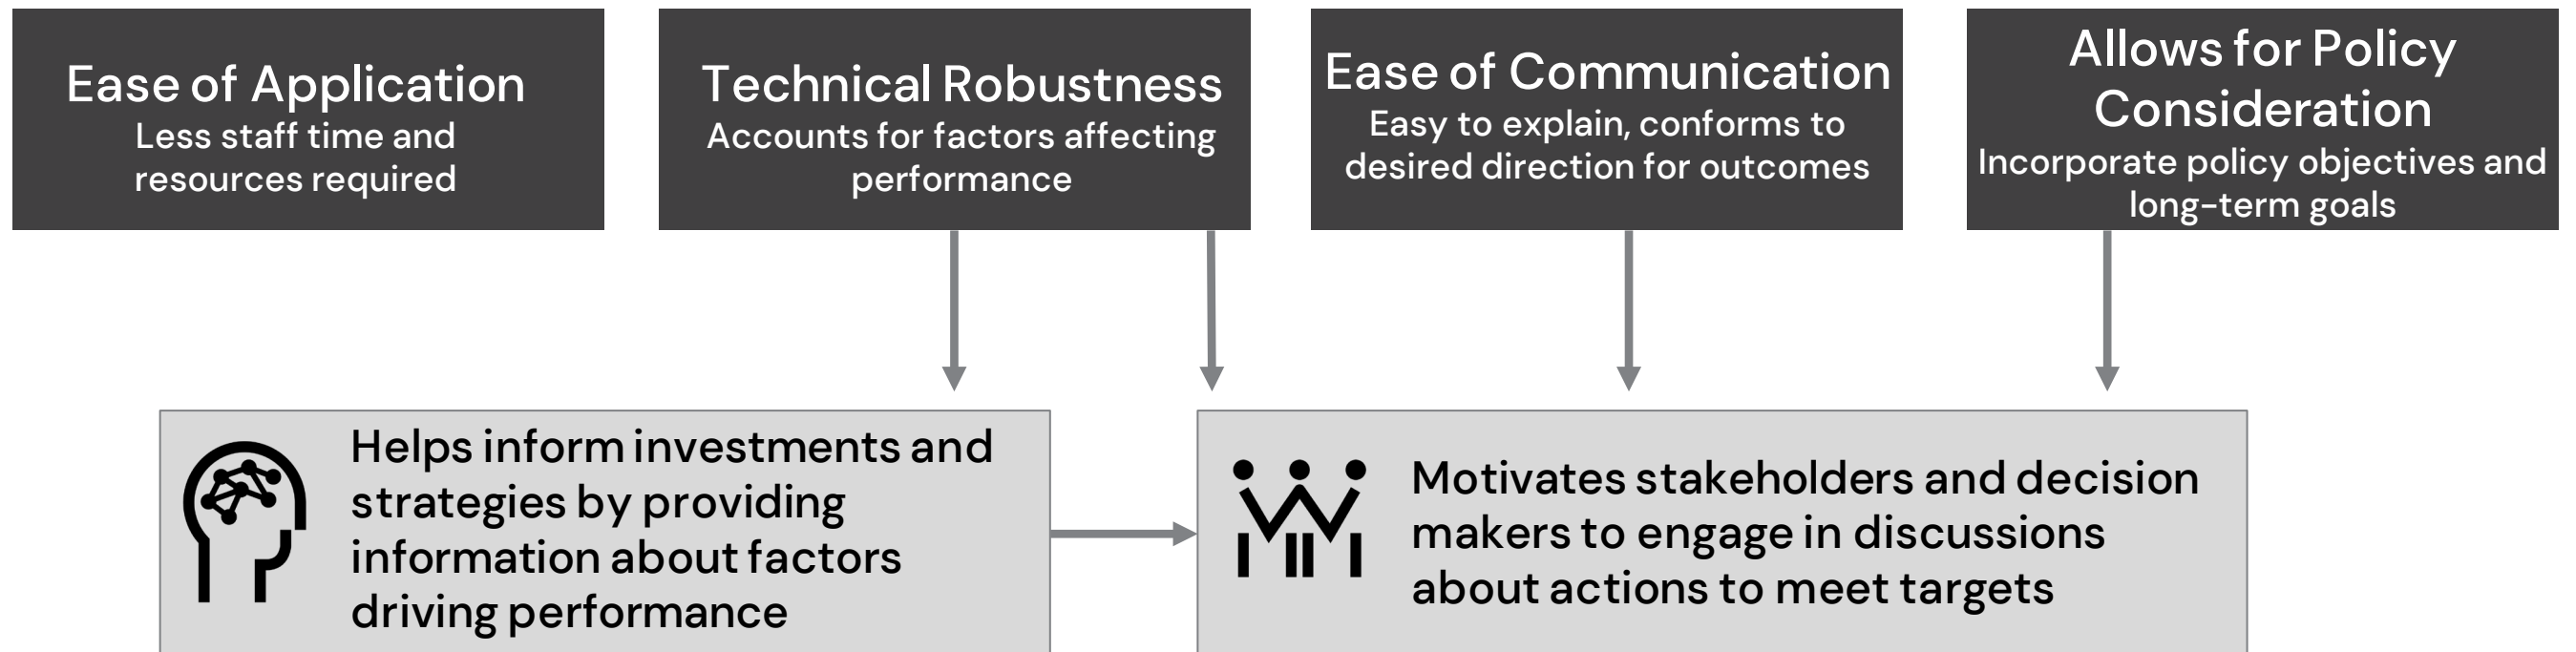 Ease of Application
Less staff time and
resources required
Technical Robustness
Accounts for factors affecting
performance
Ease of Communication
Easy to explain, conforms to
desired direction for outcomes
Allows for Policy
Consideration
Incorporate policy objectives and
long-term goals
Helps inform investments and
strategies by providing
information about factors
driving performance
Motivates stakeholders and decision
makers to engage in discussions
about actions to meet targets